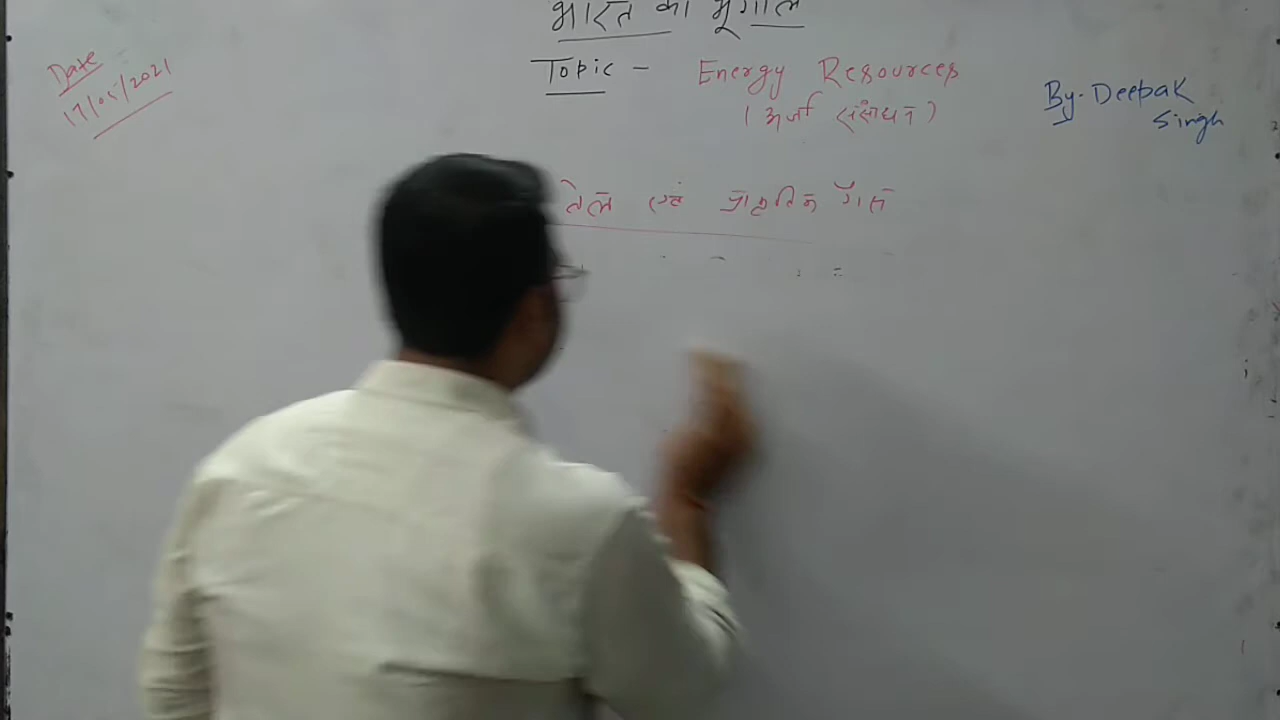 भारत का भूगोल
Date
17/05/2021
Topic - Energy Resources
(ऊर्जा संसाधन)
By. Deepak
Singh
तेल एवं प्राकृतिक गैस